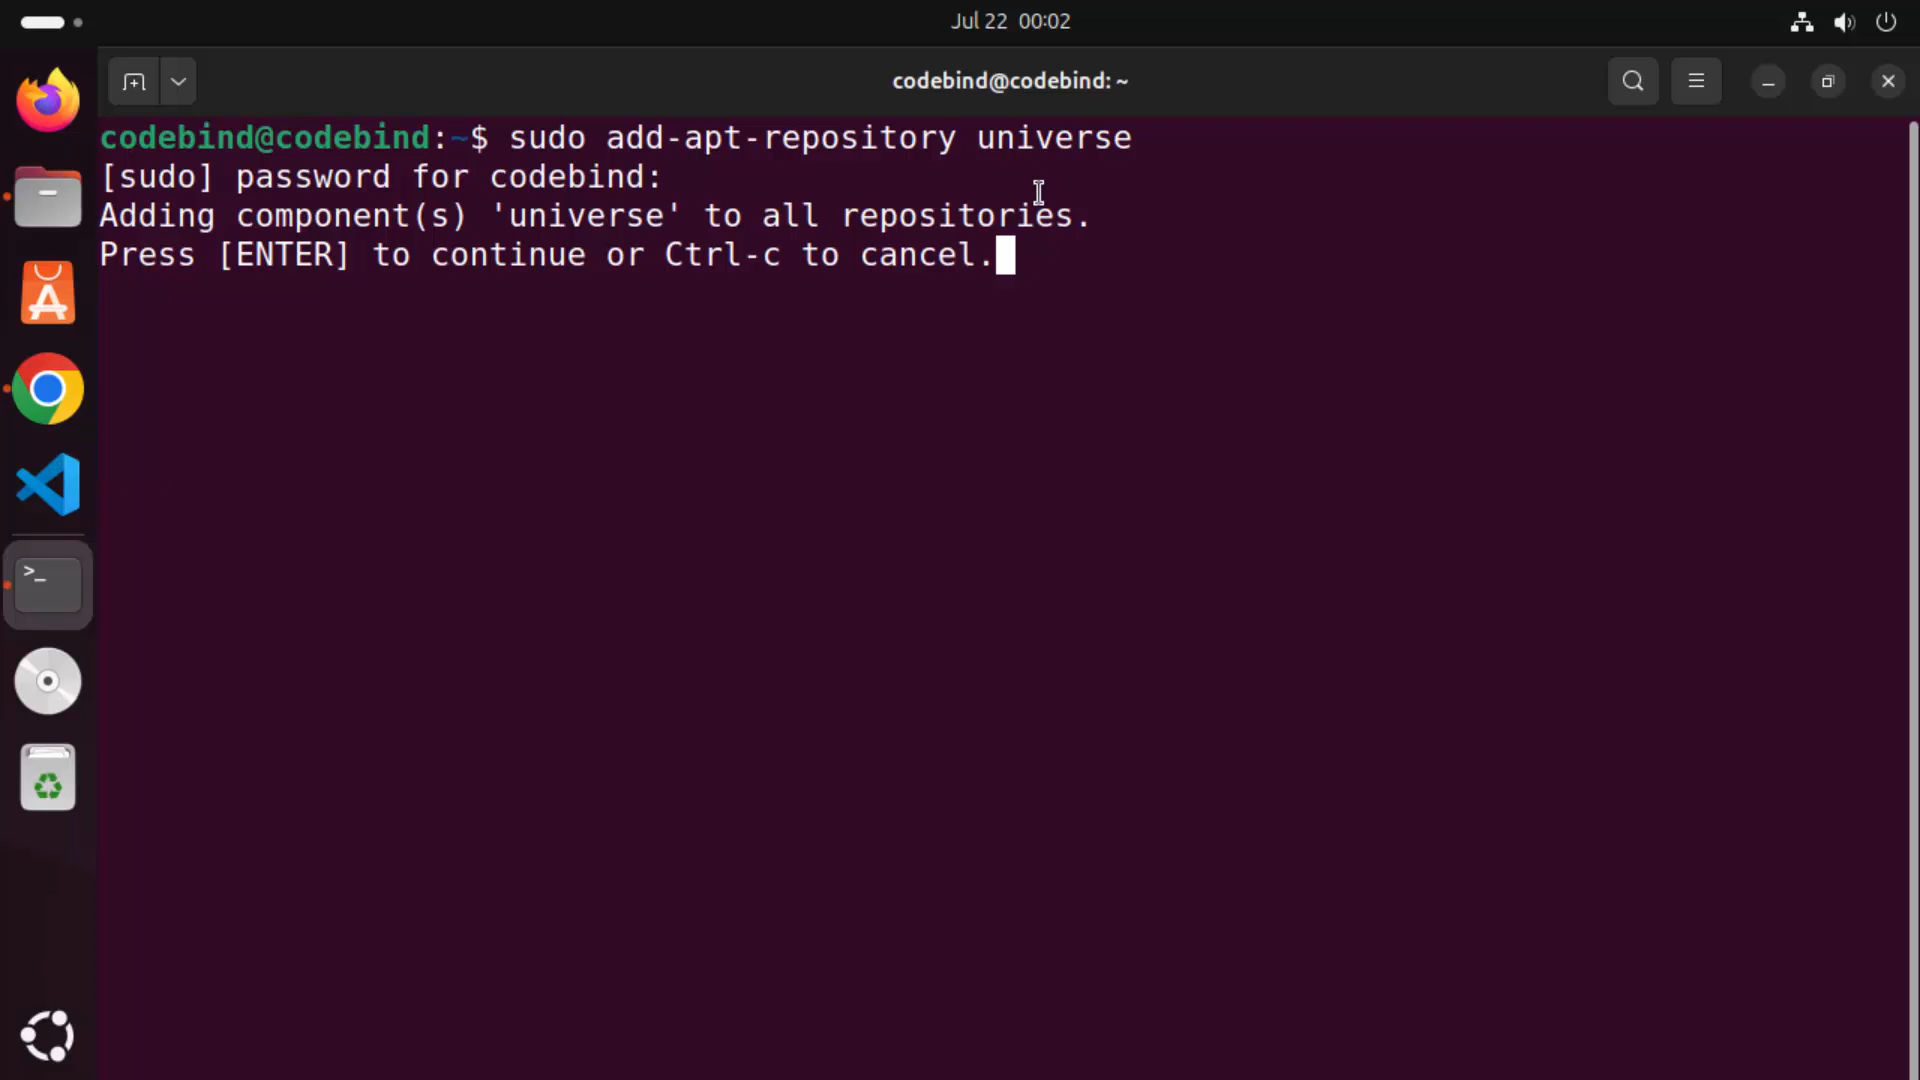 Jul 22 00:02
codebind@codebind: ~
codebind@codebind:~$ sudo add-apt-repository universe
[sudo] password for codebind:
Adding component(s) 'universe' to all repositories.
Press [ENTER] to continue or Ctrl-c to cancel.
>_